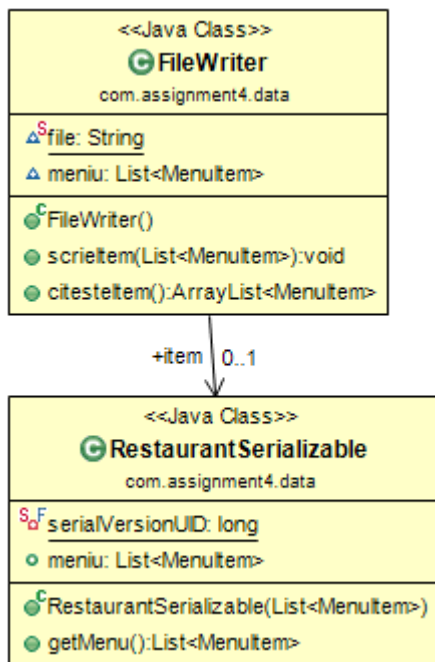 <<Java Class>>
FileWriter
com.assignment4.data
file: String
meniu: List<MenuItem>
FileWriter()
scrieItem(List<MenuItem>):void
citesteItem():ArrayList<MenuItem>
+item 0..1
<<Java Class>>
RestaurantSerializable
com.assignment4.data
serialVersionUID: long
meniu: List<MenuItem>
RestaurantSerializable(List<MenuItem>)
getMenu():List<MenuItem>